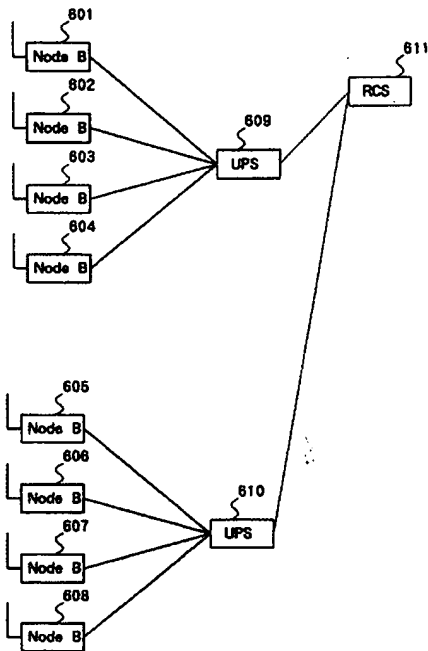 601
Node B
602
Node B
603
Node B
604
Node B
609
UPS
611
RCS
605
Node B
606
Node B
607
Node B
608
Node B
610
UPS